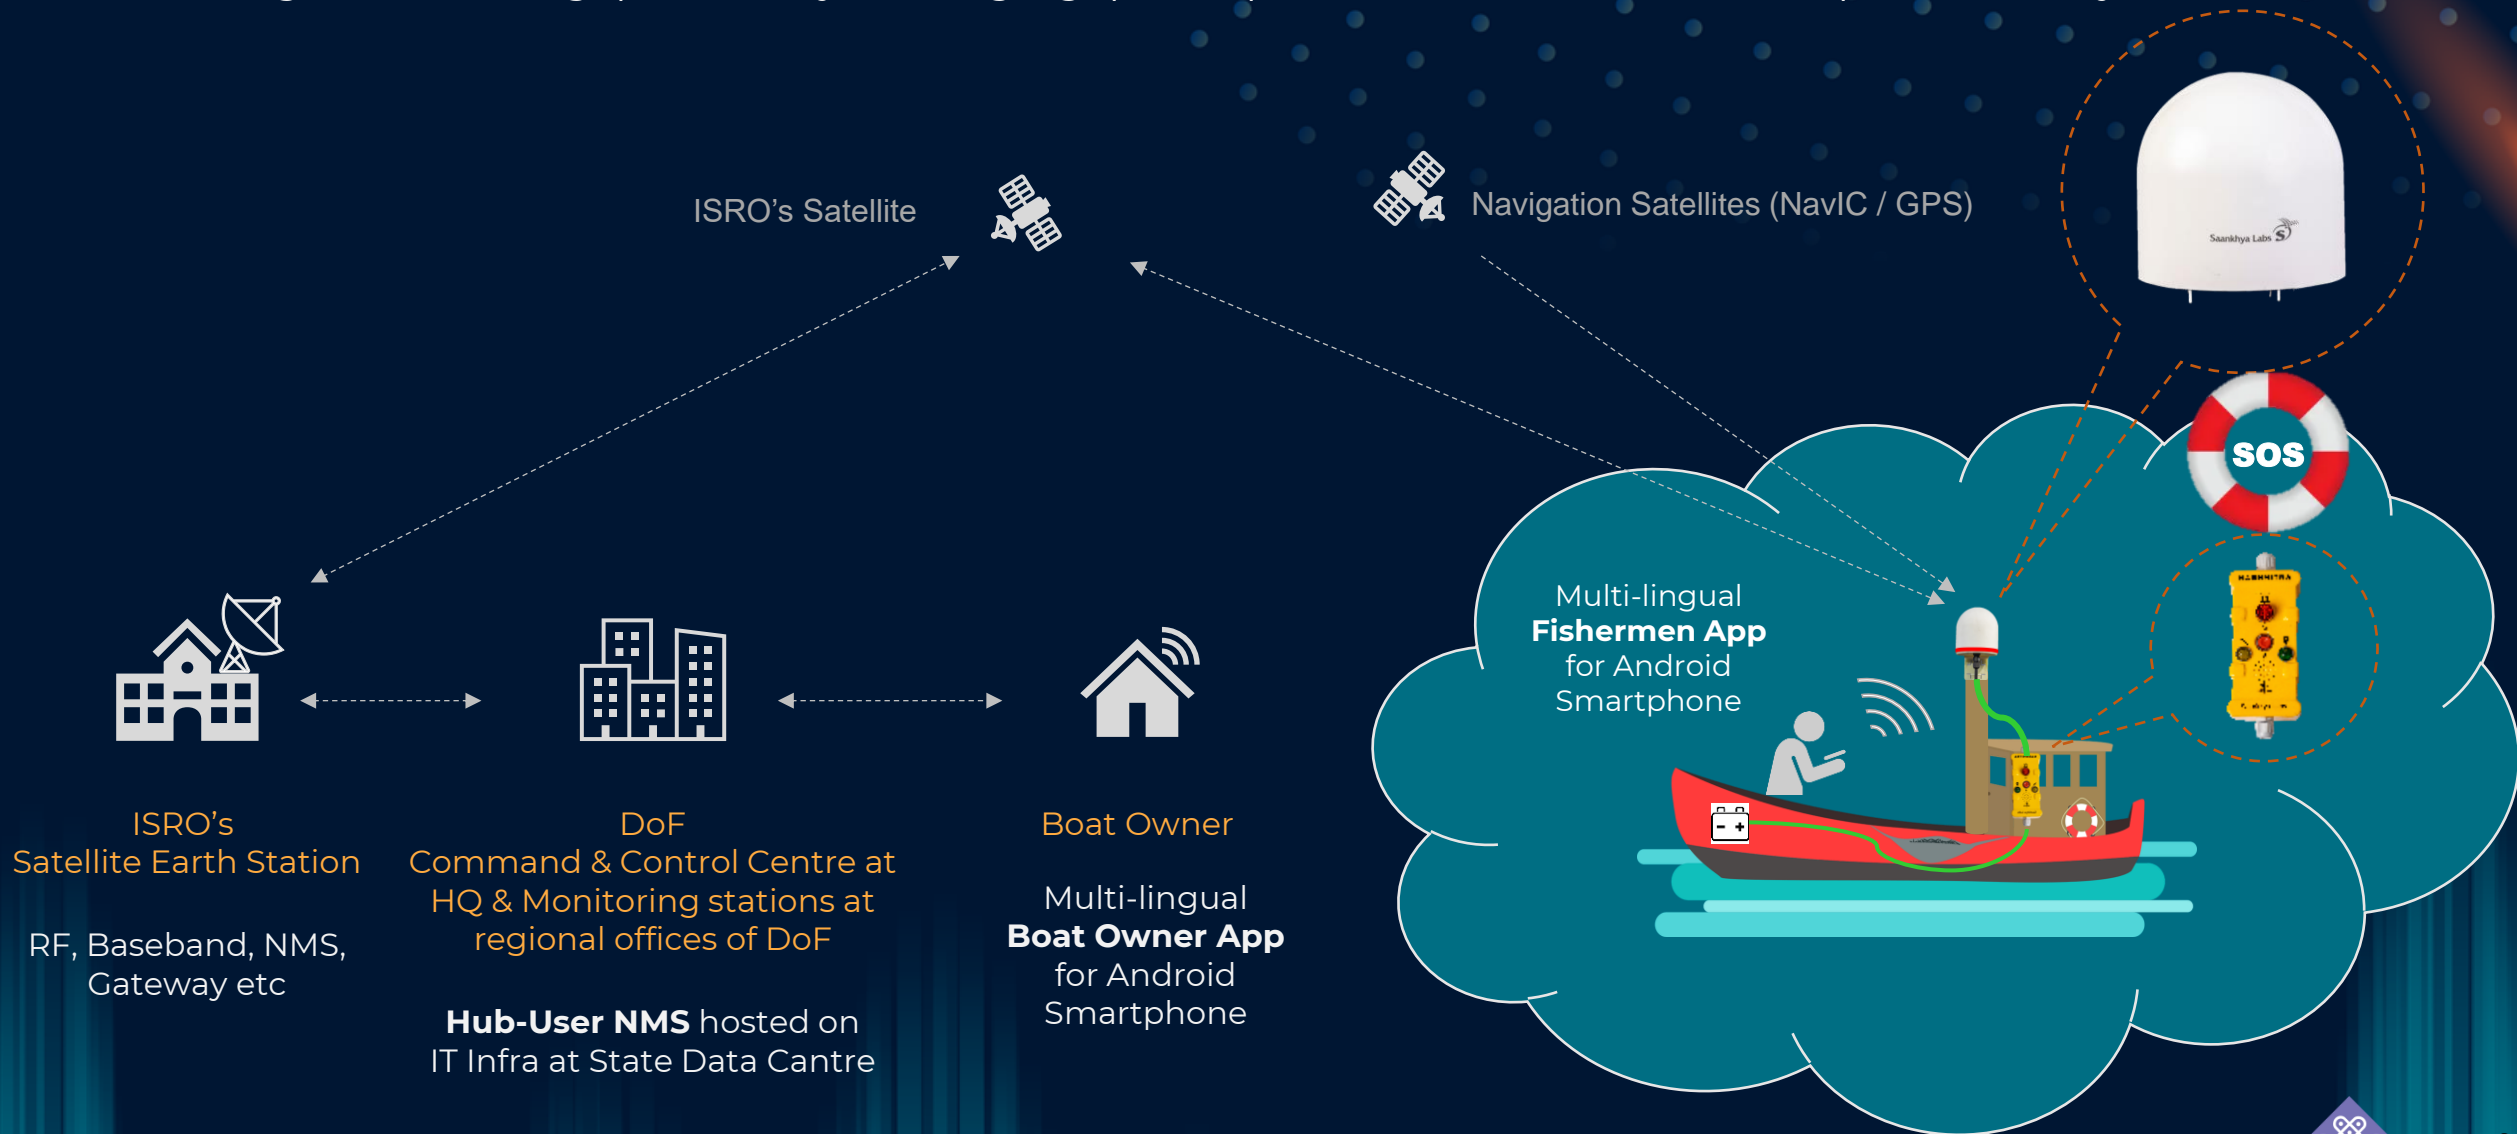 ISRO’s Satellite
Navigation Satellites (NavIC / GPS)
Saankhya Labs
SOS
Multi-lingual
Fishermen App
for Android
Smartphone
ISRO’s
Satellite Earth Station
RF, Baseband, NMS,
Gateway etc
DoF
Command & Control Centre at
HQ & Monitoring stations at
regional offices of DoF
Hub-User NMS hosted on
IT Infra at State Data Cantre
Boat Owner
Multi-lingual
Boat Owner App
for Android
Smartphone